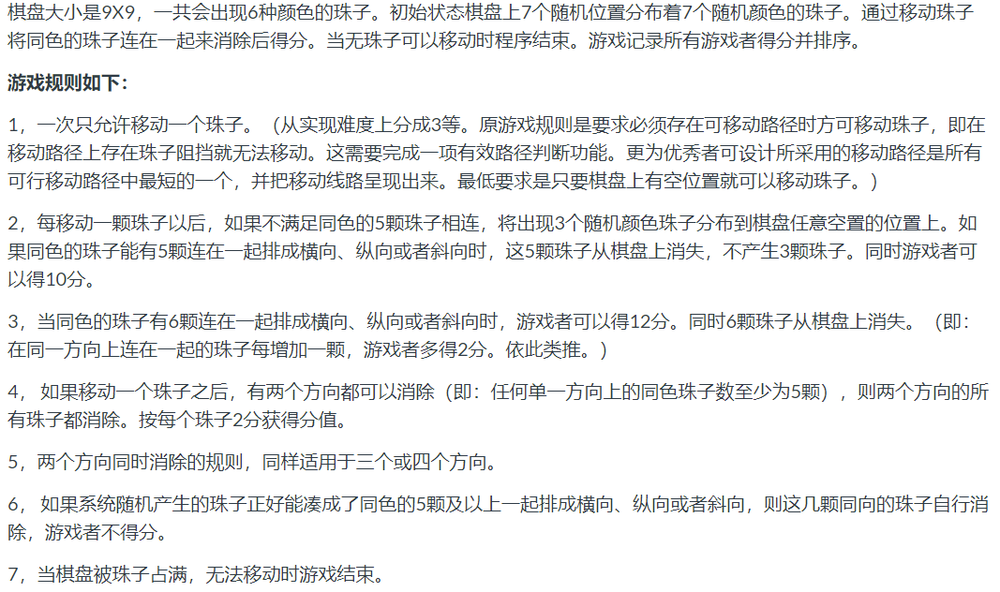 棋盘大小是9X9，一共会出现6种颜色的珠子。初始状态棋盘上7个随机位置分布着7个随机颜色的珠子。通过移动珠子
将同色的珠子连在一起来消除后得分。当无珠子可以移动时程序结束。游戏记录所有游戏者得分并排序。
游戏规则如下：
1，一次只允许移动一个珠子。（从实现难度上分成3等。原游戏规则是要求必须存在可移动路径时方可移动珠子，即在
移动路径上存在珠子阻挡就无法移动。这需要完成一项有效路径判断功能。更为优秀者可设计所采用的移动路径是所有
可行移动路径中最短的一个，并把移动线路呈现出来。最低要求是只要棋盘上有空位置就可以移动珠子。）
2，每移动一颗珠子以后，如果不满足同色的5颗珠子相连，将出现3个随机颜色珠子分布到棋盘任意空置的位置上。如
果同色的珠子能有5颗连在一起排成横向、纵向或者斜向时，这5颗珠子从棋盘上消失，不产生3颗珠子。同时游戏者可
以得10分。
3，当同色的珠子有6颗连在一起排成横向、纵向或者斜向时，游戏者可以得12分。同时6颗珠子从棋盘上消失。（即：
在同一方向上连在一起的珠子每增加一颗，游戏者多得2分。依此类推。）
4， 如果移动一个珠子之后，有两个方向都可以消除（即：任何单一方向上的同色珠子数至少为5颗），则两个方向的所
有珠子都消除。按每个珠子2分获得分值。
5，两个方向同时消除的规则，同样适用于三个或四个方向。
6， 如果系统随机产生的珠子正好能凑成了同色的5颗及以上一起排成横向、纵向或者斜向，则这几颗同向的珠子自行消
除，游戏者不得分。
7，当棋盘被珠子占满，无法移动时游戏结束。